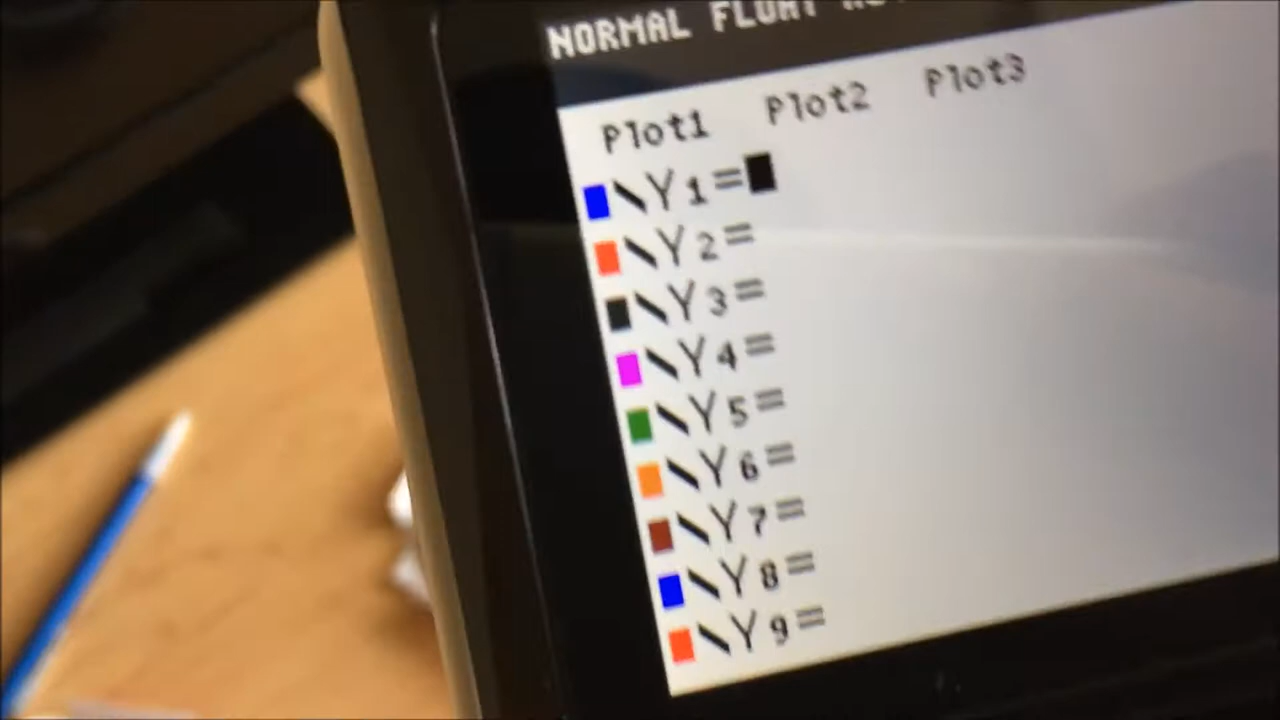 NORMAL FLOAT
Plot1 Plot2 Plot3
\Y1=
\Y2=
\Y3=
\Y4=
\Y5=
\Y6=
\Y7=
\Y8=
\Y9=